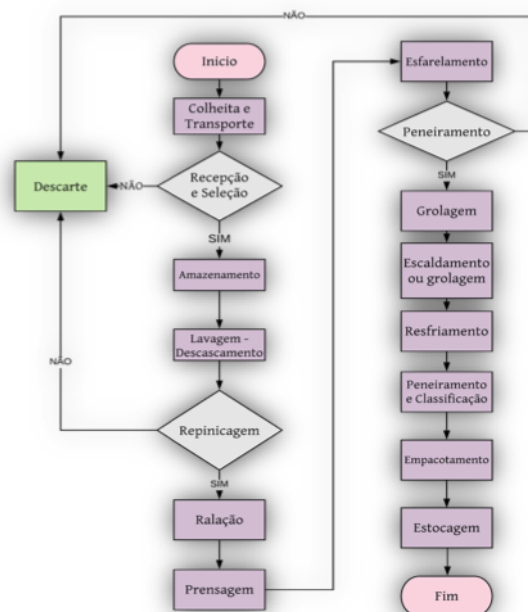 NÃO
Inicio
Colheita e
Transporte
Recepção
e Seleção
NÃO
Descarte
SIM
Amazenamento
Lavagem -
Descascamento
NÃO
Repinicagem
SIM
Ralação
Prensagem
Esfarelamento
Peneiramento
SIM
Grolagem
Escaldamento
ou grolagem
Resfriamento
Peneiramento
e Classificação
Empacotamento
Estocagem
Fim